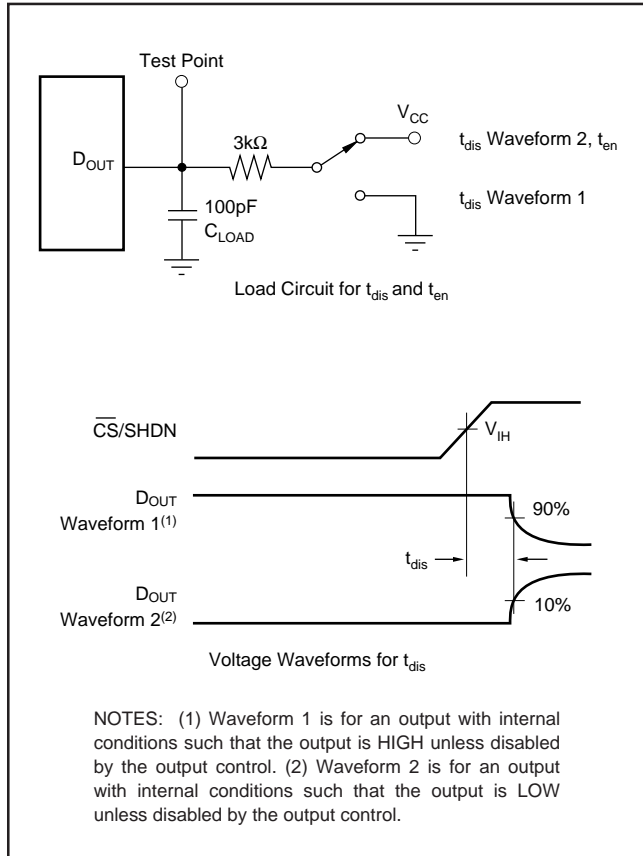 Test Point
D_OUT
3kΩ
V_CC
t_dis Waveform 2, t_en
t_dis Waveform 1
100pF
C_LOAD
Load Circuit for t_dis and t_en
C̅S̅/SHDN
V_IH
D_OUT
Waveform 1(1)
90%
t_dis
D_OUT
Waveform 2(2)
10%
Voltage Waveforms for t_dis
NOTES: (1) Waveform 1 is for an output with internal
conditions such that the output is HIGH unless disabled
by the output control. (2) Waveform 2 is for an output
with internal conditions such that the output is LOW
unless disabled by the output control.